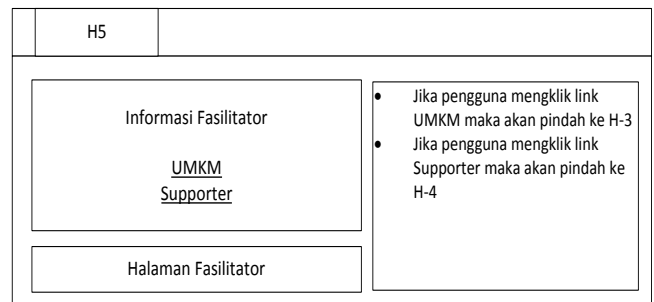 H5
Informasi Fasilitator
UMKM
Supporter
Halaman Fasilitator
• Jika pengguna mengklik link
UMKM maka akan pindah ke H-3
• Jika pengguna mengklik link
Supporter maka akan pindah ke
H-4